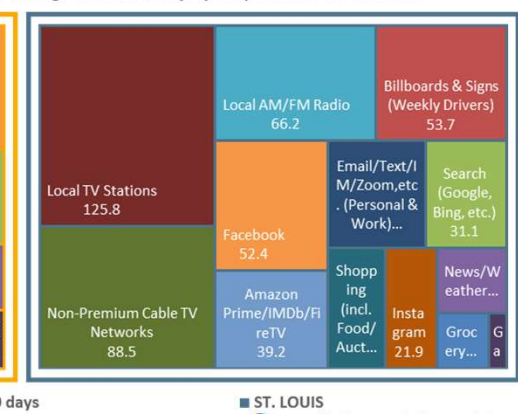 Local TV Stations
125.8
Non-Premium Cable TV
Networks
88.5
Local AM/FM Radio
66.2
Billboards & Signs
(Weekly Drivers)
53.7
Facebook
52.4
Amazon
Prime/IMDb/Fi
reTV
39.2
Email/Text/I
M/Zoom,etc
. (Personal &
Work)...
Search
(Google,
Bing, etc.)
31.1
Shopp
ing
(incl.
Food/
Auct...
Insta
gram
21.9
News/W
eather...
Groc
ery...
G
a
days
ST. LOUIS